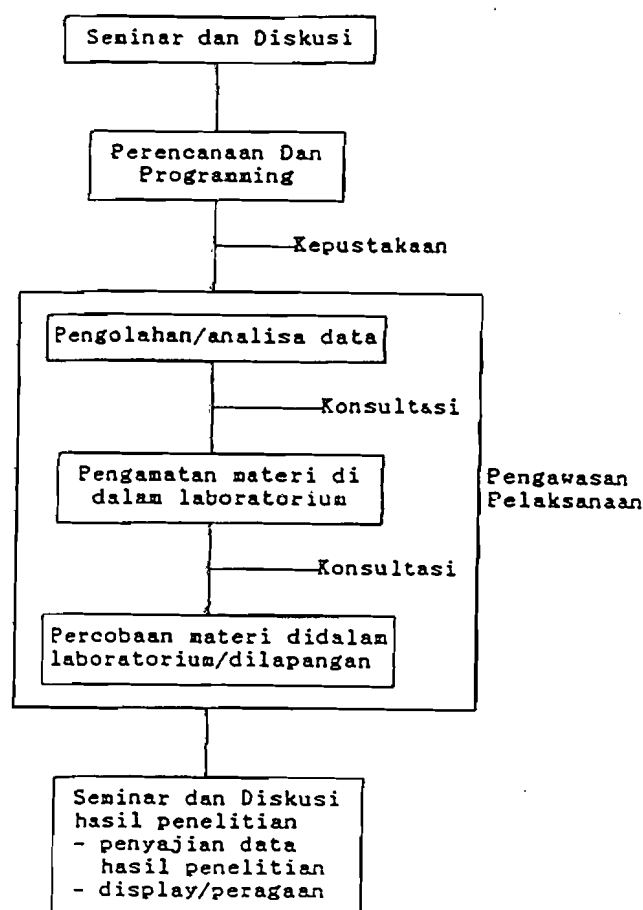 Seminar dan Diskusi
Perencanaan Dan
Programming
Kepustakaan
Pengolahan/analisa data
Konsultasi
Pengamatan materi di
dalam laboratorium
Pengawasan
Pelaksanaan
Konsultasi
Percobaan materi didalam
laboratorium/dilapangan
Seminar dan Diskusi
hasil penelitian
- penyajian data
hasil penelitian
- display/peragaan